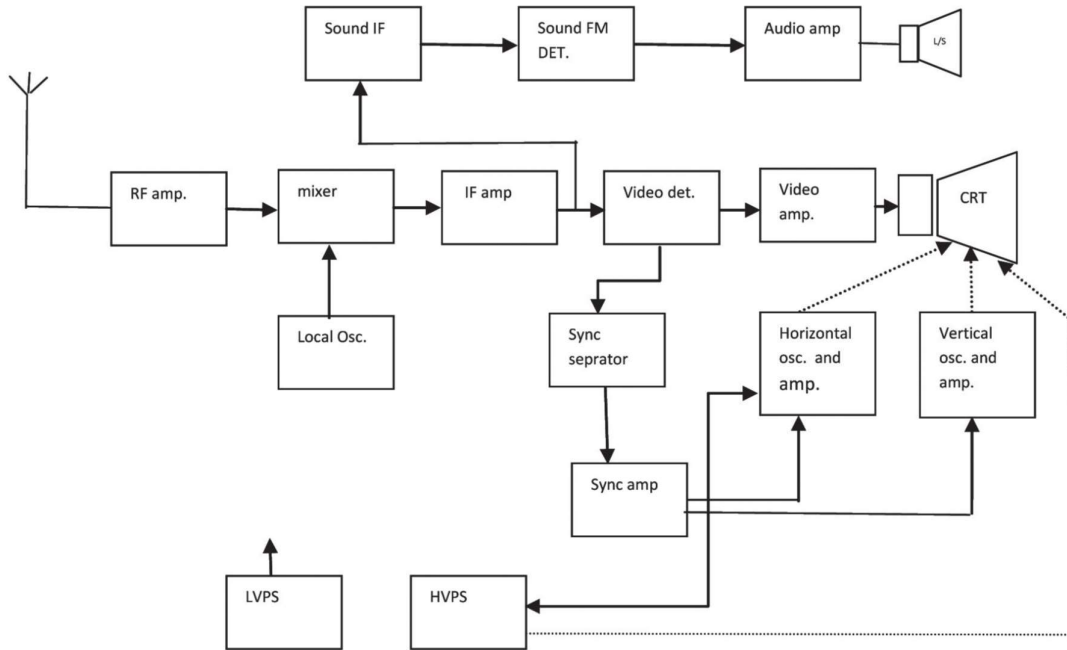 Sound IF
Sound FM
DET.
Audio amp
L/S
RF amp.
mixer
IF amp
Video det.
Video
amp.
CRT
Local Osc.
Sync
seprator
Horizontal
osc. and
amp.
Vertical
osc. and
amp.
Sync amp
LVPS
HVPS